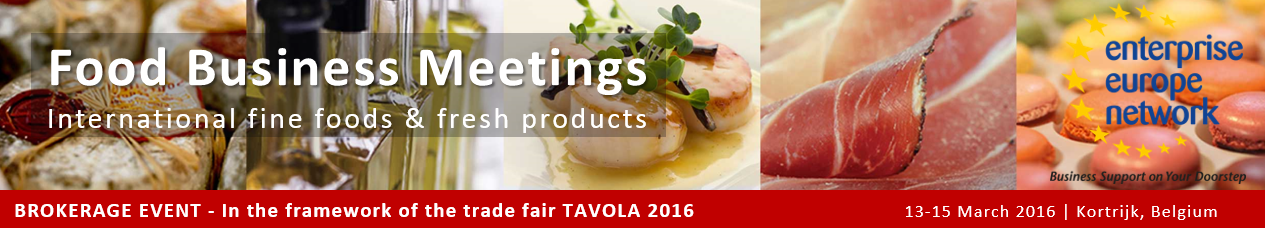 Food Business Meetings
International fine foods & fresh products
enterprise
europe
network
Business Support on Your Doorstep
BROKERAGE EVENT - In the framework of the trade fair TAVOLA 2016
13-15 March 2016 | Kortrijk, Belgium